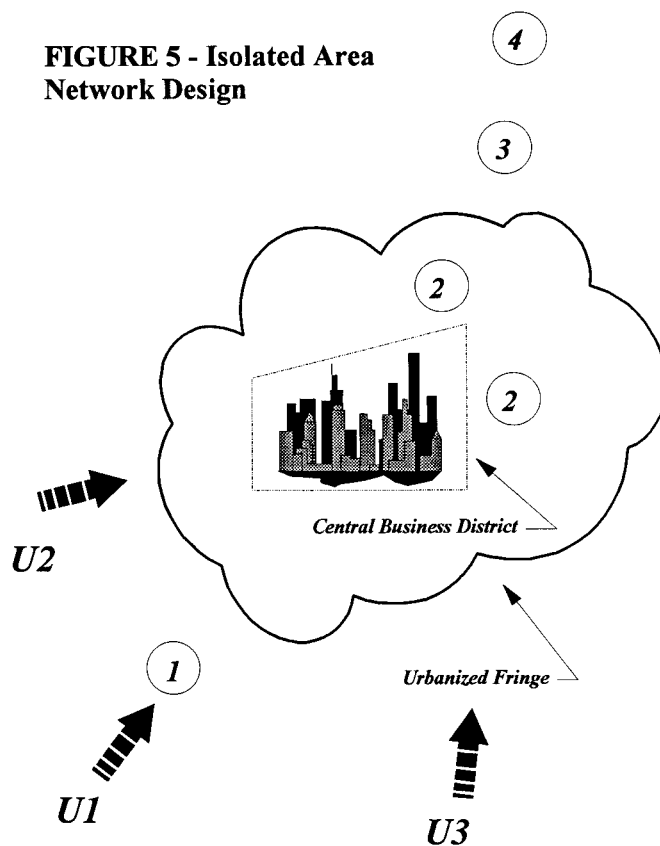 FIGURE 5 - Isolated Area
Network Design
4
3
2
2
Central Business District
U2
1
Urbanized Fringe
U1
U3